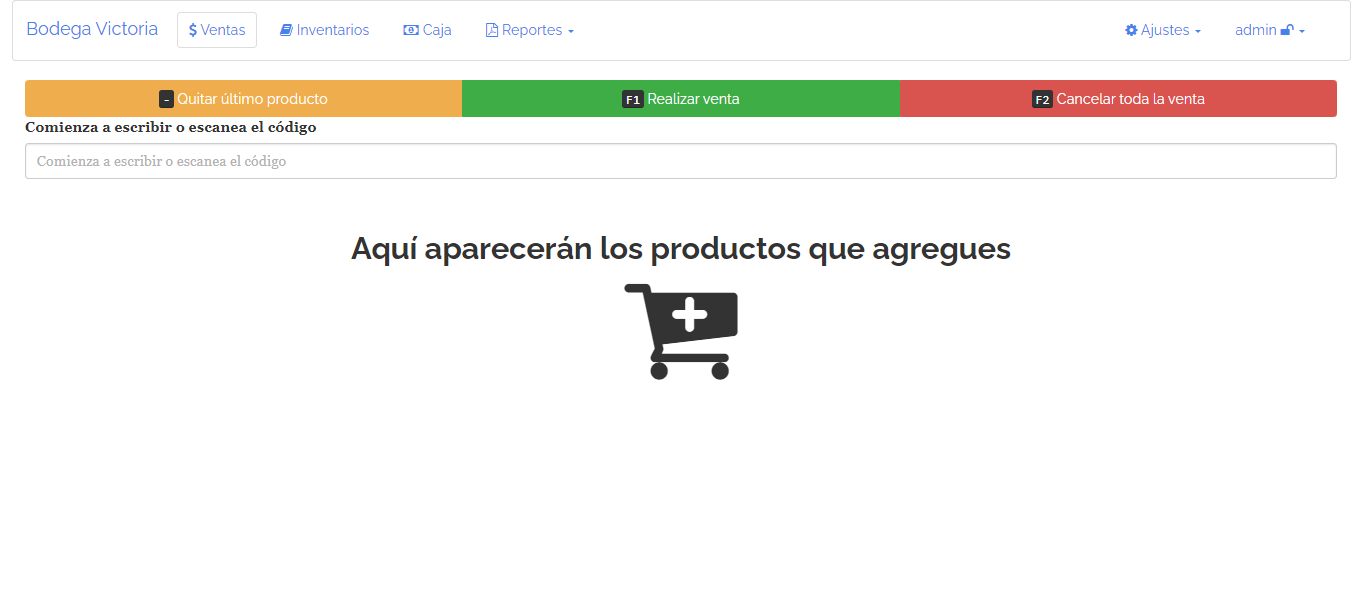 Bodega Victoria $ Ventas Inventarios Caja Reportes Ajustes admin
- Quitar último producto F1 Realizar venta F2 Cancelar toda la venta
Comienza a escribir o escanea el código
Comienza a escribir o escanea el código
Aquí aparecerán los productos que agregues